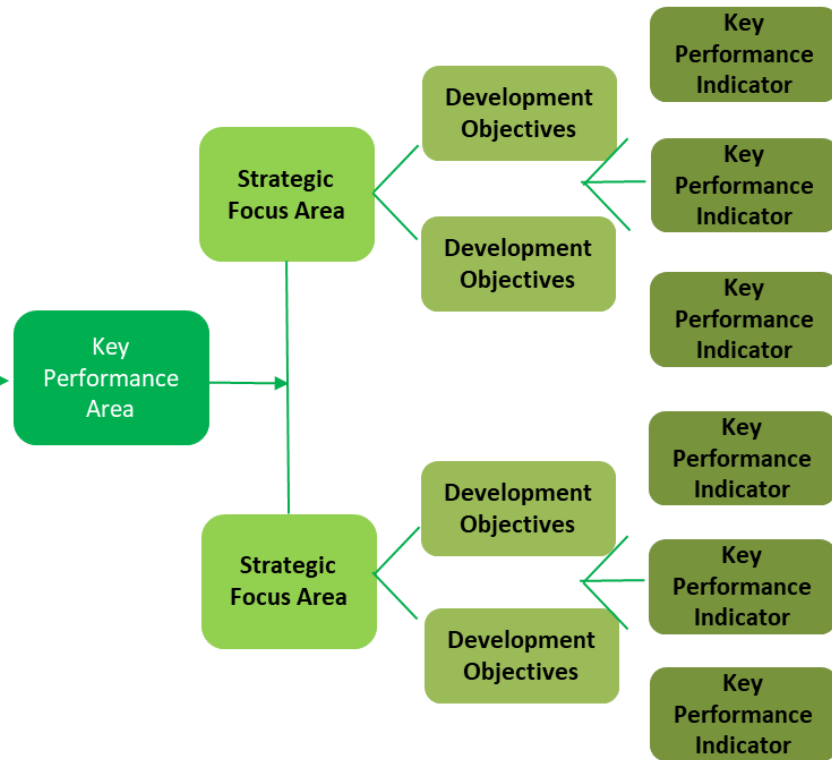 Key
Performance
Area
Strategic
Focus Area
Development
Objectives
Development
Objectives
Key
Performance
Indicator
Key
Performance
Indicator
Key
Performance
Indicator
Strategic
Focus Area
Development
Objectives
Development
Objectives
Key
Performance
Indicator
Key
Performance
Indicator
Key
Performance
Indicator